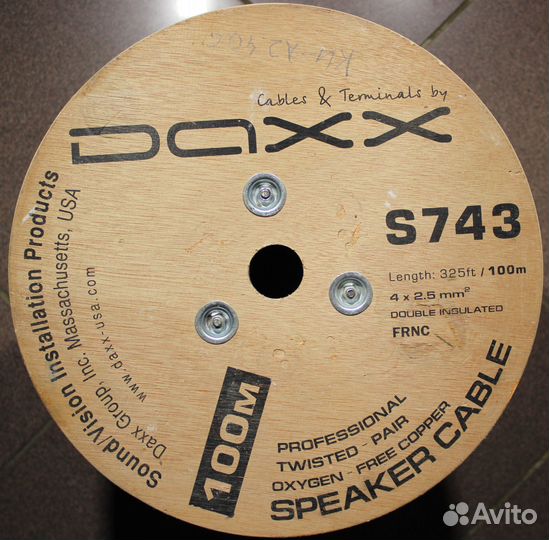 Cables & Terminals by
DAXX
S743
Length: 325ft / 100m
4 x 2.5 mm²
DOUBLE INSULATED
FRNC
PROFESSIONAL
TWISTED - PAIR
OXYGEN - FREE COPPER
SPEAKER CABLE
100M
Sound/Vision Installation Products
Daxx Group, Inc. Massachusetts, USA
www.daxx-usa.com
Avito